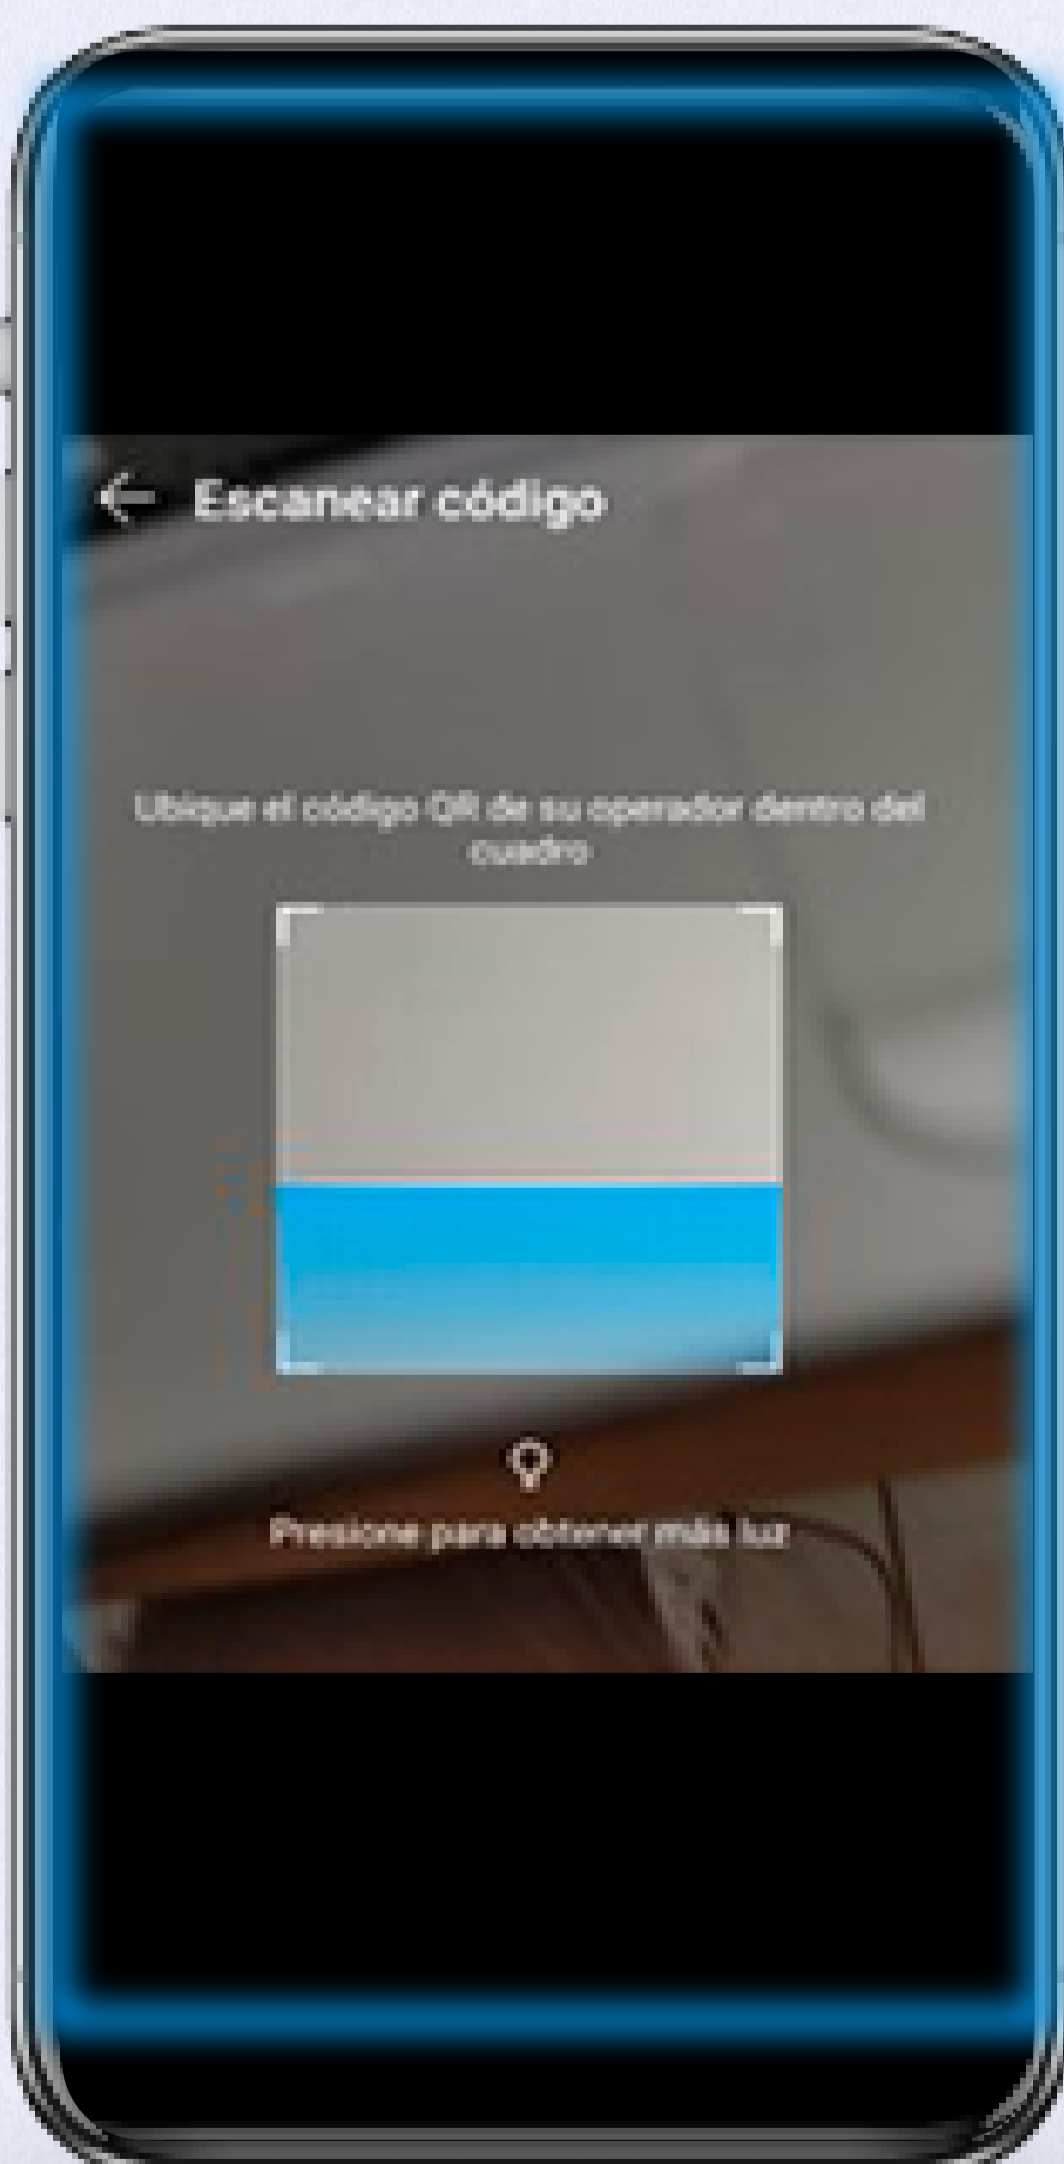 Escanear código
Ubique el código QR de su operador dentro del
cuadro
Presione para obtener más luz